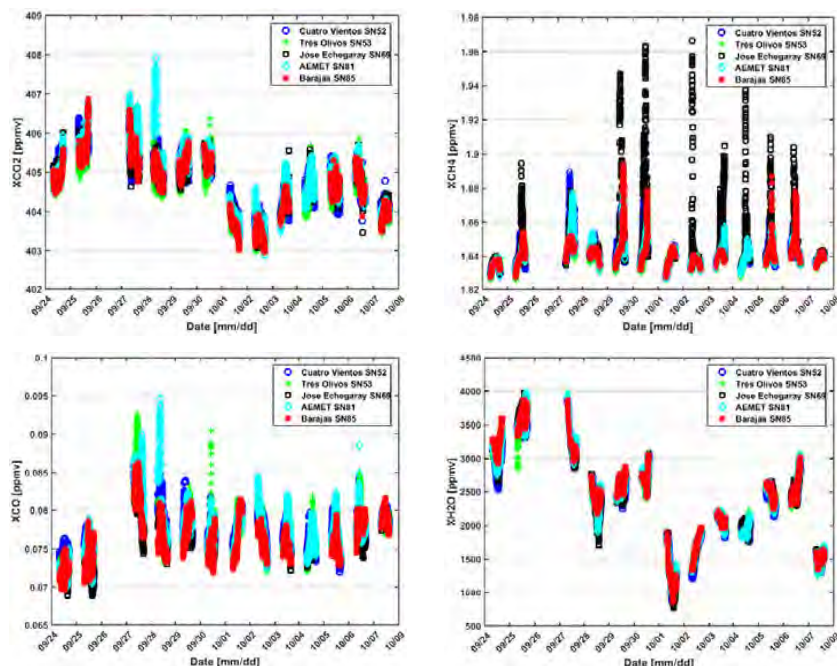 409
408
407
406
405
404
403
402
XCO2 [ppmv]
09/24 09/25 09/26 09/27 09/28 09/29 09/30 10/01 10/02 10/03 10/04 10/05 10/06 10/07 10/08
Date [mm/dd]
Cuatro Vientos SN52
Tres Olivos SN53
Jose Echegaray SN69
AEMET SN81
Barajas SN85
1.96
1.92
1.88
1.84
1.82
XCH4 [ppmv]
09/24 09/25 09/26 09/27 09/28 09/29 09/30 10/01 10/02 10/03 10/04 10/05 10/06 10/07 10/08
Date [mm/dd]
Cuatro Vientos SN52
Tres Olivos SN53
Jose Echegaray SN69
AEMET SN81
Barajas SN85
0.1
0.095
0.09
0.085
0.08
0.075
0.07
0.065
XCO [ppmv]
09/24 09/25 09/26 09/27 09/28 09/29 09/30 10/01 10/02 10/03 10/04 10/05 10/06 10/07 10/09
Date [mm/dd]
Cuatro Vientos SN52
Tres Olivos SN53
Jose Echegaray SN69
AEMET SN81
Barajas SN85
4500
4000
3500
3000
2500
2000
1500
1000
500
XH2O [ppmv]
09/24 09/25 09/26 09/27 09/28 09/29 09/30 10/01 10/02 10/03 10/04 10/05 10/06 10/07 10/09
Date [mm/dd]
Cuatro Vientos SN52
Tres Olivos SN53
Jose Echegaray SN69
AEMET SN81
Barajas SN85